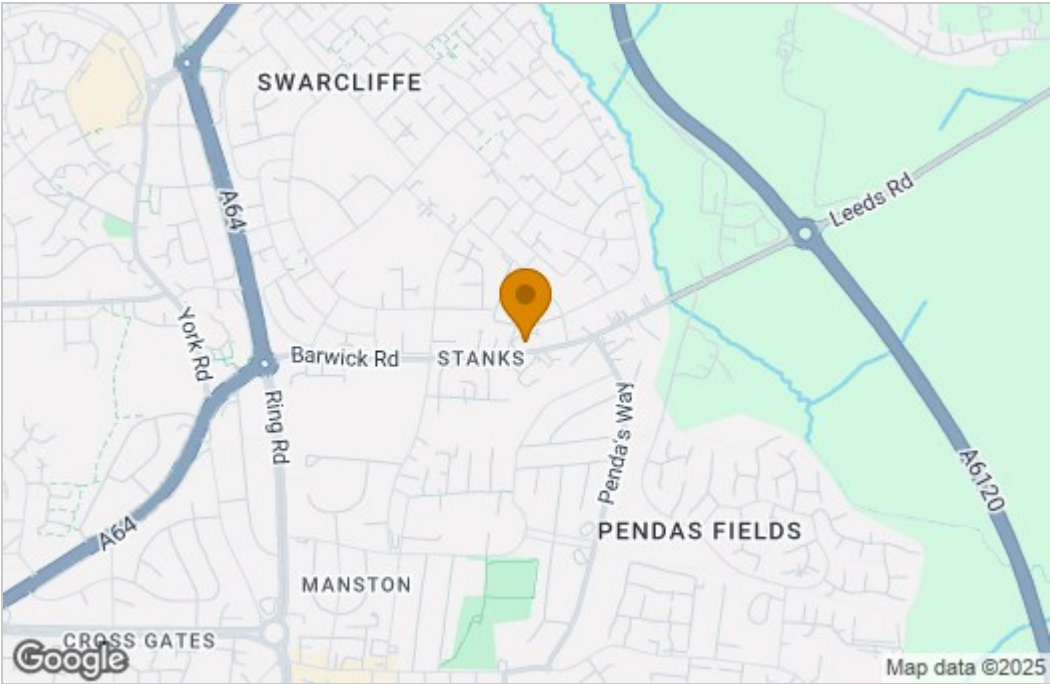 SWARCLIFFE
A64
Leeds Rd
York Rd
Barwick Rd
STANKS
Ring Rd
Penda's Way
A6120
A64
PENDAS FIELDS
MANSTON
CROSS GATES
Google
Map data ©2025